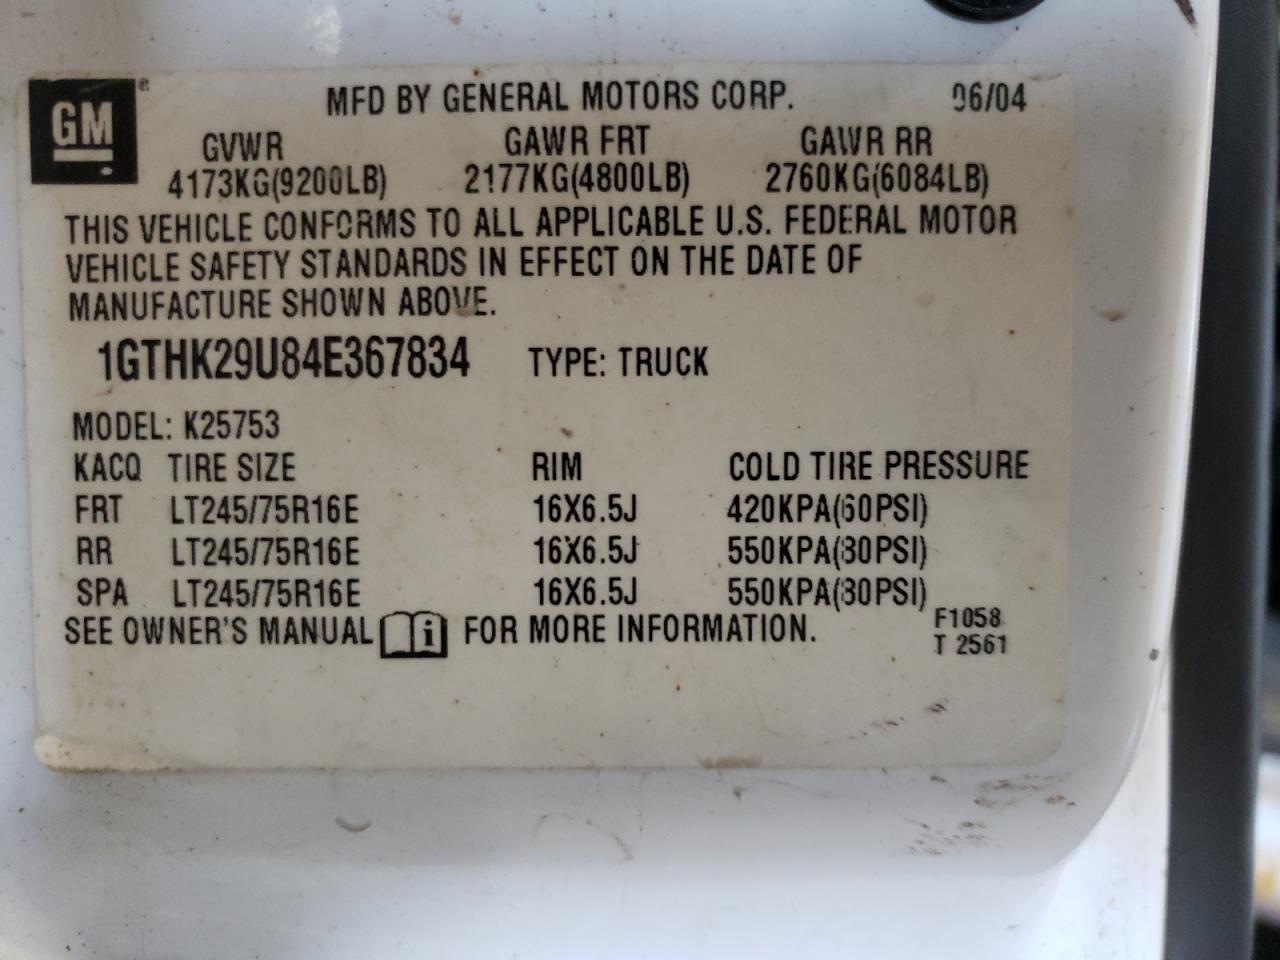 GM®
MFD BY GENERAL MOTORS CORP. 06/04
GVWR GAWR FRT GAWR RR
4173KG(9200LB) 2177KG(4800LB) 2760KG(6084LB)
THIS VEHICLE CONFORMS TO ALL APPLICABLE U.S. FEDERAL MOTOR
VEHICLE SAFETY STANDARDS IN EFFECT ON THE DATE OF
MANUFACTURE SHOWN ABOVE.
1GTHK29U84E367834 TYPE: TRUCK
MODEL: K25753
KACQ TIRE SIZE RIM COLD TIRE PRESSURE
FRT LT245/75R16E 16X6.5J 420KPA(60PSI)
RR LT245/75R16E 16X6.5J 550KPA(80PSI)
SPA LT245/75R16E 16X6.5J 550KPA(80PSI)
SEE OWNER'S MANUAL i FOR MORE INFORMATION.
F1058
T 2561